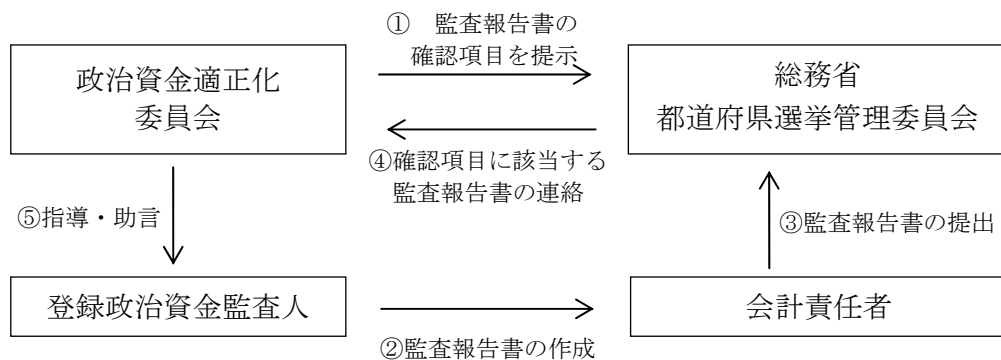 ① 監査報告書の
確認項目を提示
政治資金適正化
委員会
総務省
都道府県選挙管理委員会
④確認項目に該当する
監査報告書の連絡
⑤指導・助言
③監査報告書の提出
登録政治資金監査人
会計責任者
②監査報告書の作成